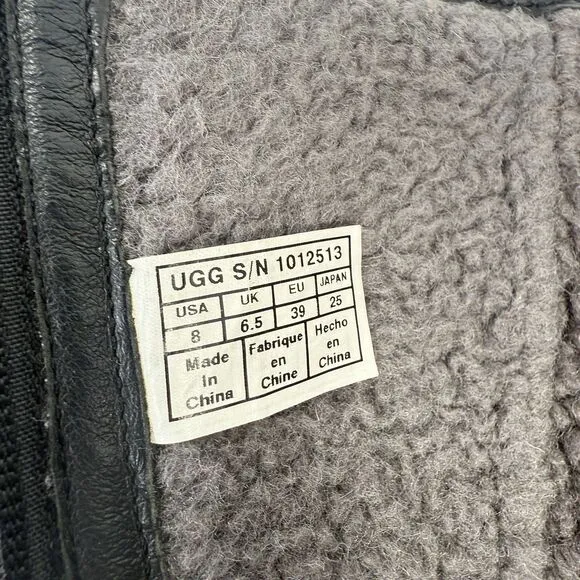 UGG S/N 1012513
USA UK EU JAPAN
8 6.5 39 25
Made Fabrique Hecho
In en en
China Chine China